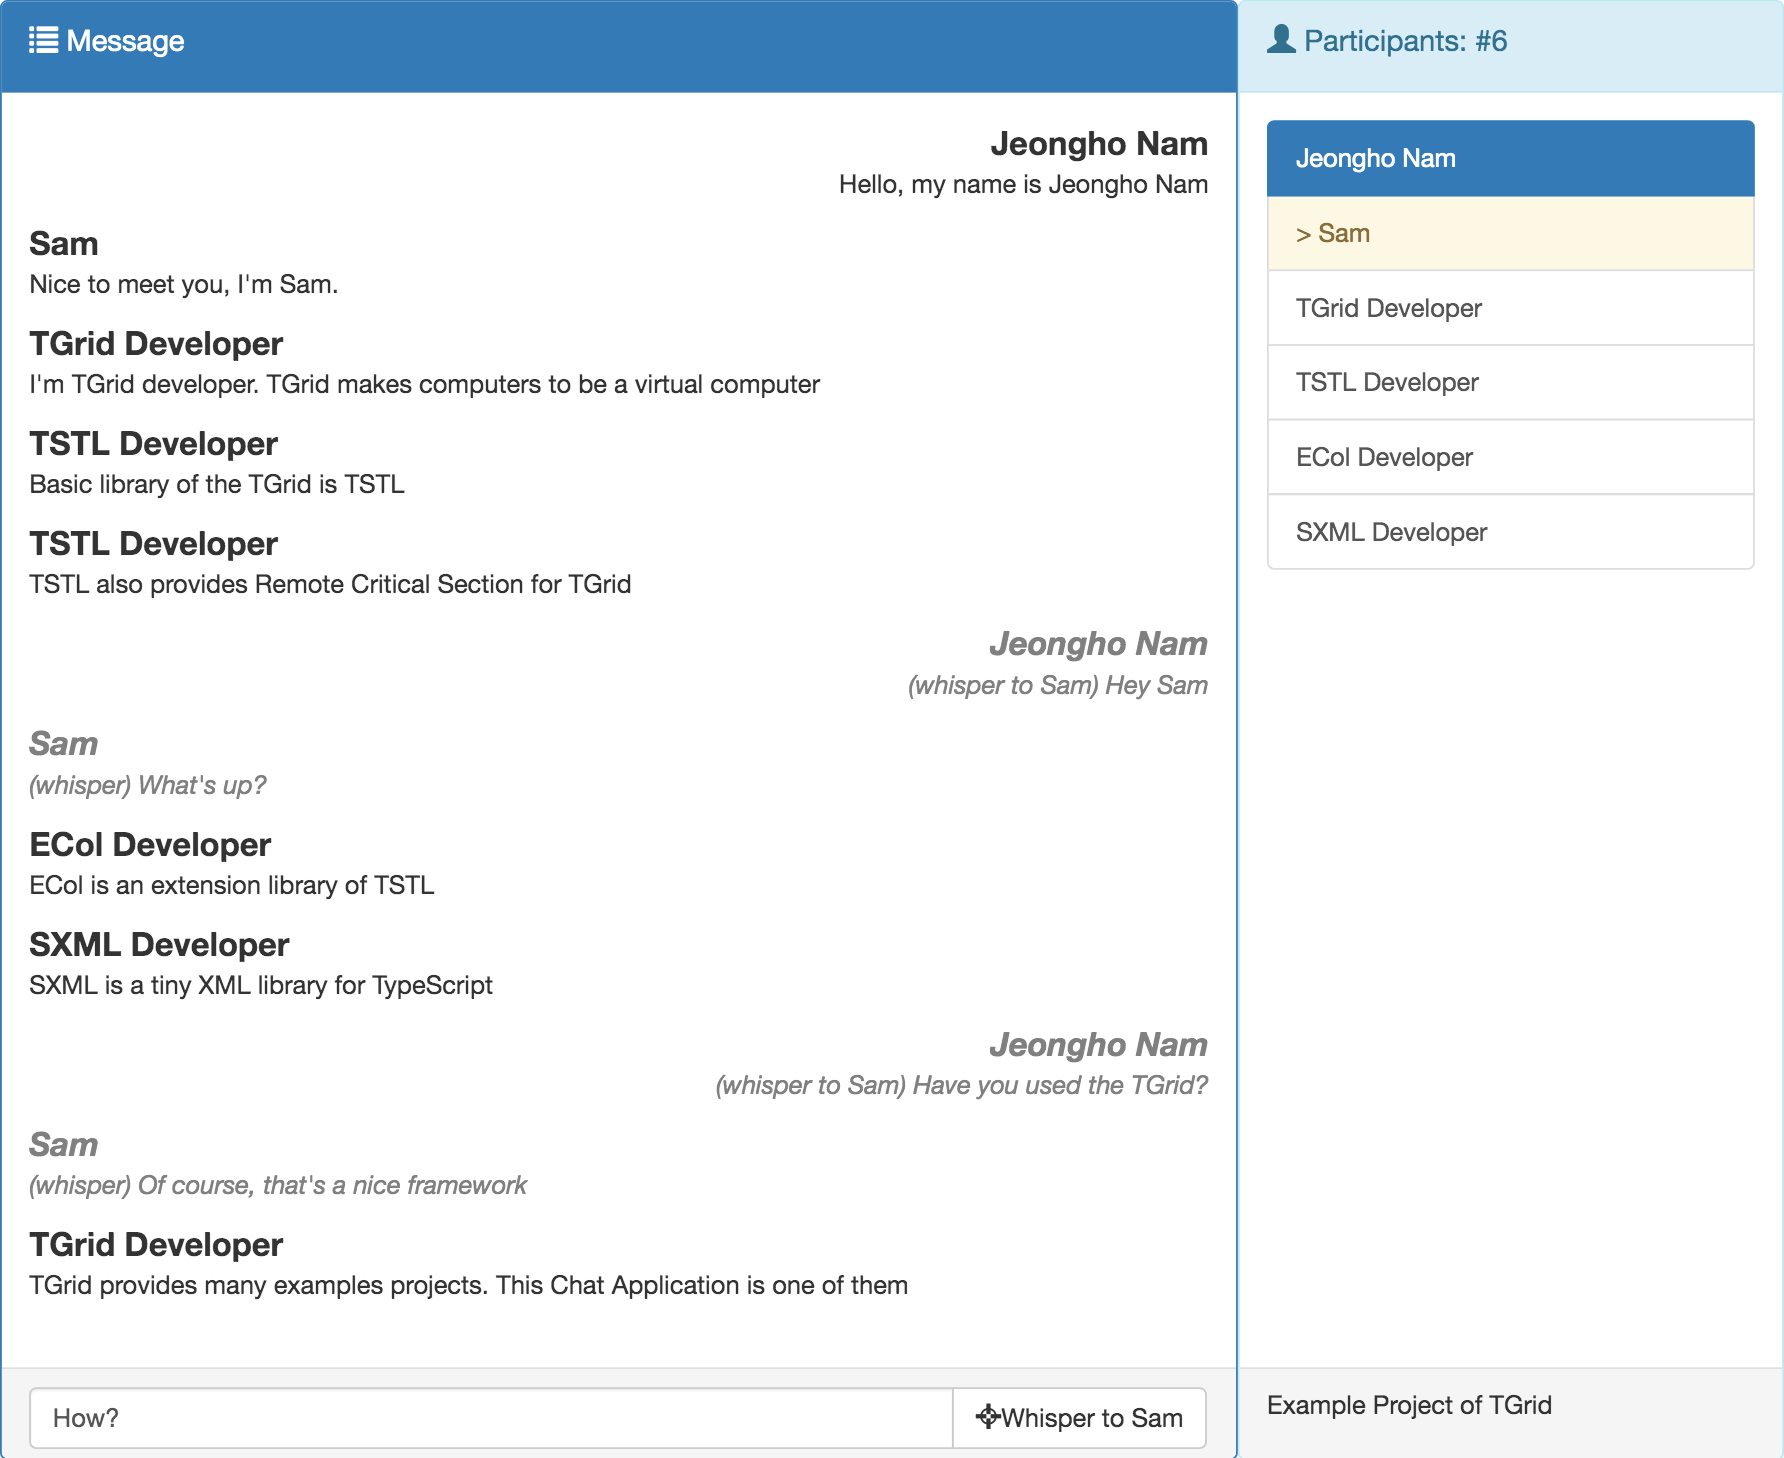 Message
Jeongho Nam
Hello, my name is Jeongho Nam
Sam
Nice to meet you, I'm Sam.
TGrid Developer
I'm TGrid developer. TGrid makes computers to be a virtual computer
TSTL Developer
Basic library of the TGrid is TSTL
TSTL Developer
TSTL also provides Remote Critical Section for TGrid
Jeongho Nam
(whisper to Sam) Hey Sam
Sam
(whisper) What's up?
ECol Developer
ECol is an extension library of TSTL
SXML Developer
SXML is a tiny XML library for TypeScript
Jeongho Nam
(whisper to Sam) Have you used the TGrid?
Sam
(whisper) Of course, that's a nice framework
TGrid Developer
TGrid provides many examples projects. This Chat Application is one of them
How?
Whisper to Sam
Participants: #6
Jeongho Nam
> Sam
TGrid Developer
TSTL Developer
ECol Developer
SXML Developer
Example Project of TGrid